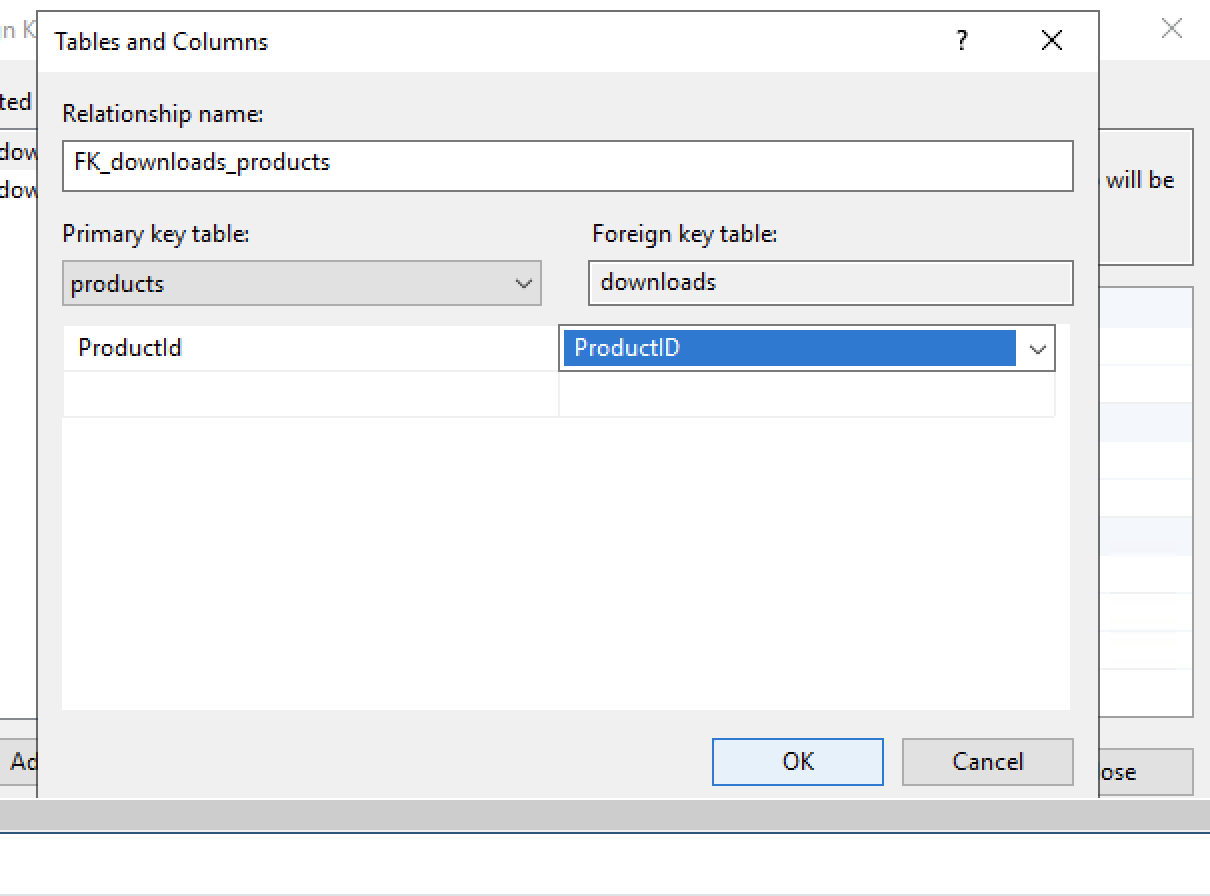 n K
Tables and Columns
?
ted
Relationship name:
dow
FK_downloads_products
will be
dow
Primary key table:
Foreign key table:
products
downloads
ProductId
ProductID
Ad
OK
Cancel
ose